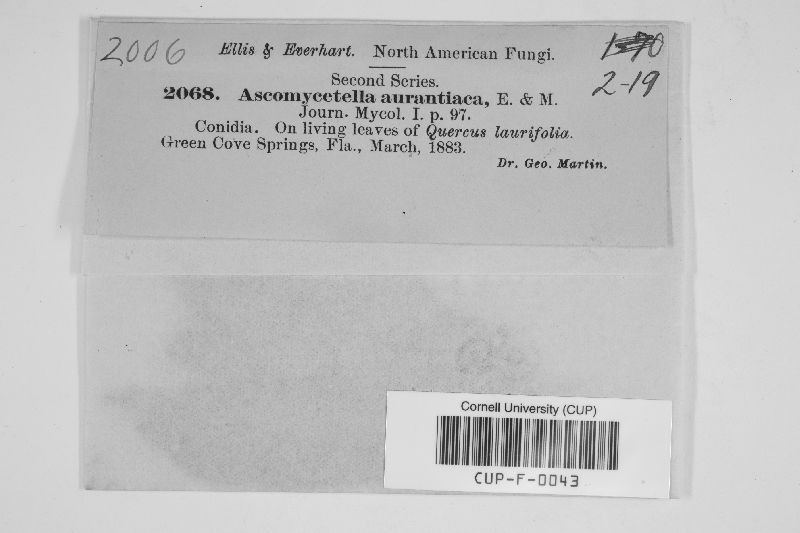 2006
Ellis & Everhart. North American Fungi.
2-19
Second Series.
2068. Ascomycetella aurantiaca, E. & M.
Journ. Mycol. I. p. 97.
Conidia. On living leaves of Quercus laurifolia.
Green Cove Springs, Fla., March, 1883.
Dr. Geo. Martin.
Cornell University (CUP)
CUP-F-0043